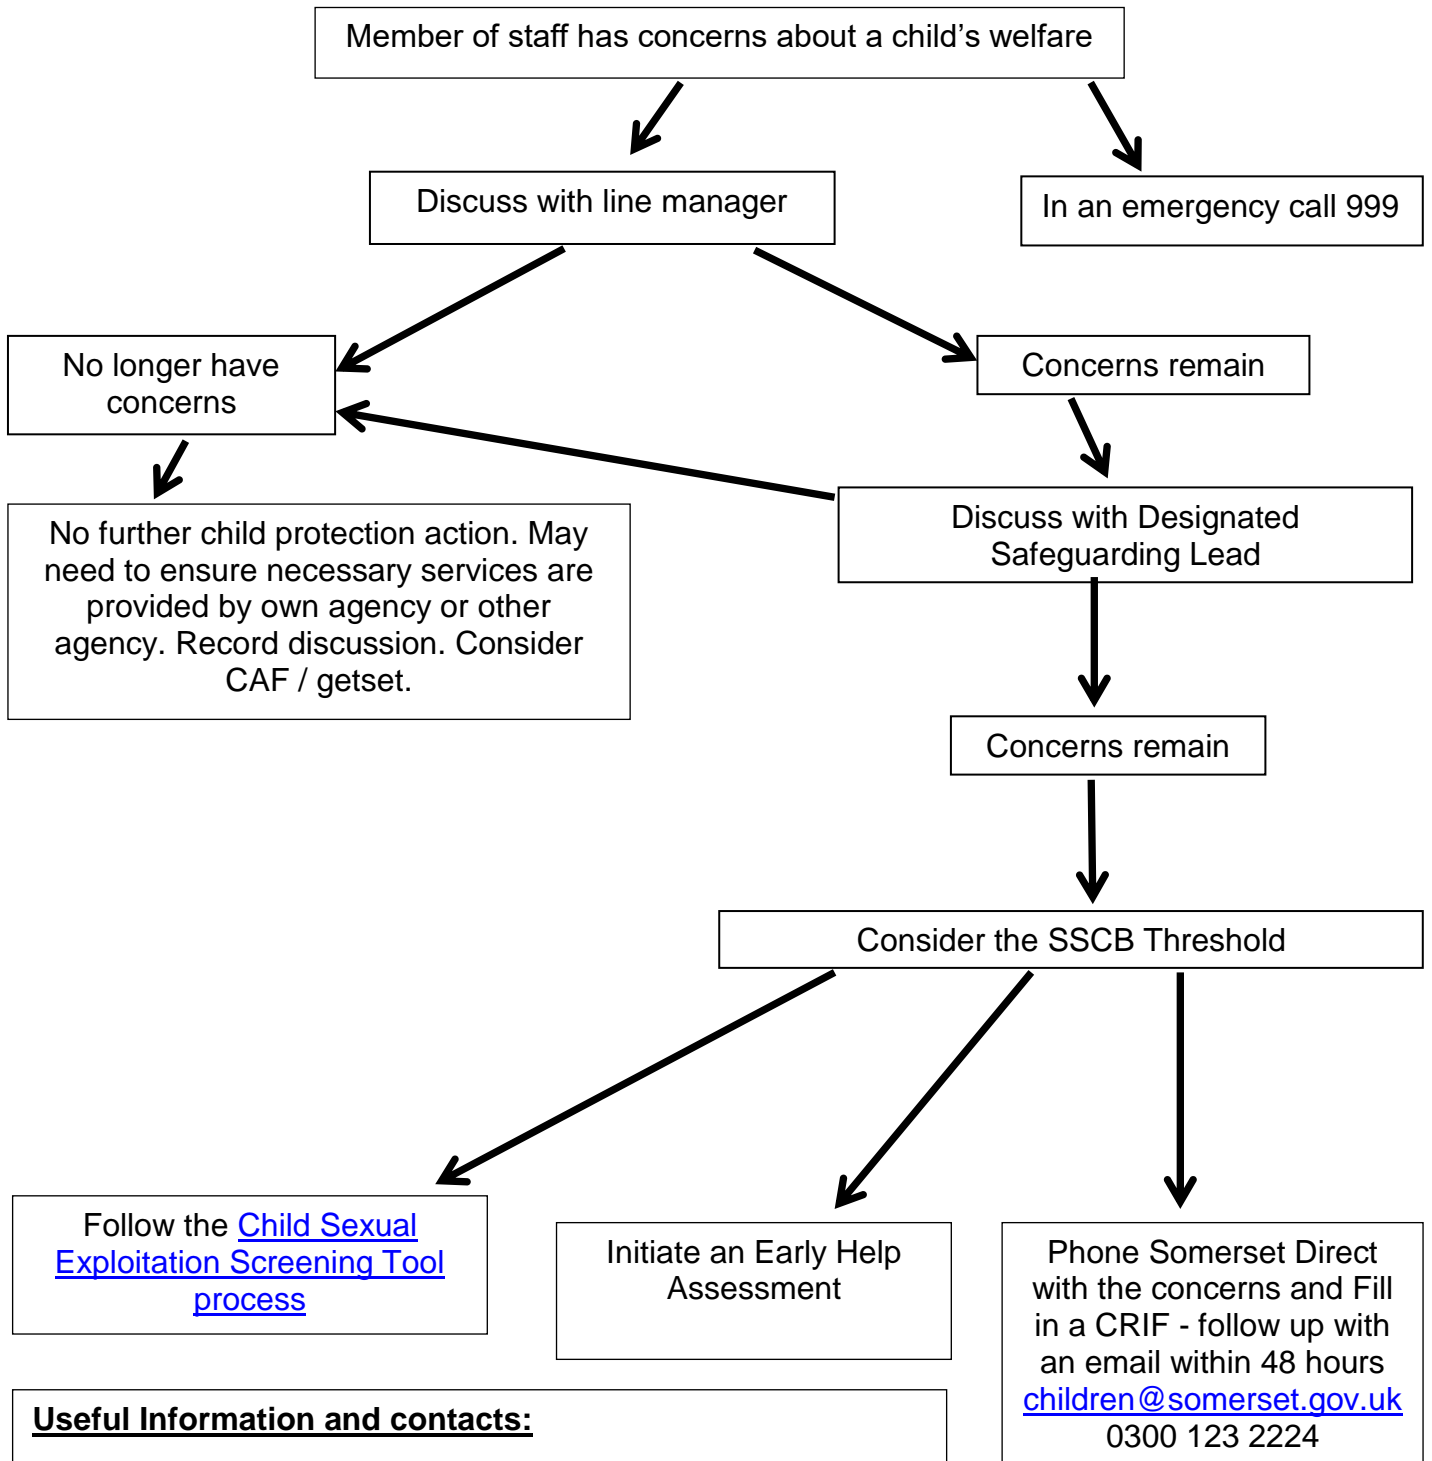 Member of staff has concerns about a child’s welfare
Discuss with line manager
In an emergency call 999
No longer have
concerns
Concerns remain
No further child protection action. May
need to ensure necessary services are
provided by own agency or other
agency. Record discussion. Consider
CAF / getset.
Discuss with Designated
Safeguarding Lead
Concerns remain
Consider the SSCB Threshold
Follow the Child Sexual
Exploitation Screening Tool
process
Initiate an Early Help
Assessment
Phone Somerset Direct
with the concerns and Fill
in a CRIF - follow up with
an email within 48 hours
children@somerset.gov.uk
0300 123 2224
Useful Information and contacts: